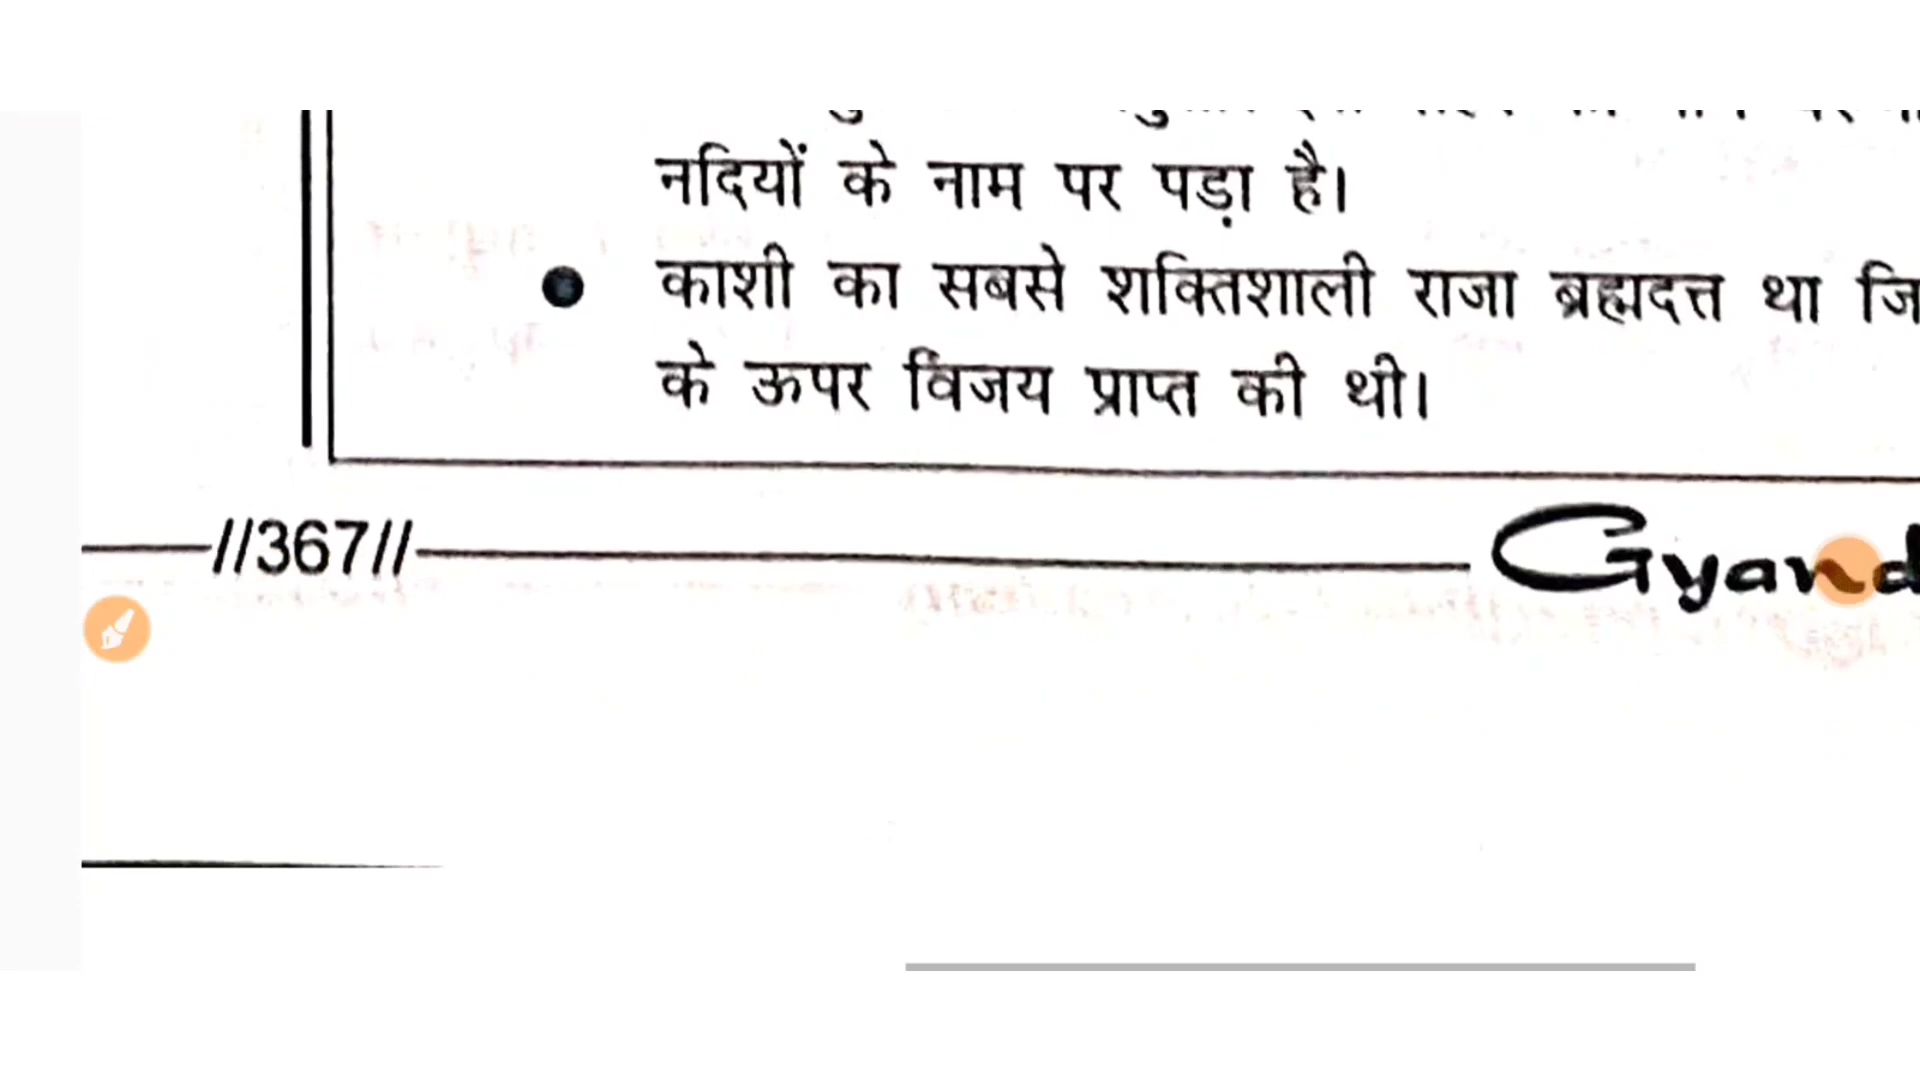 नदियों के नाम पर पड़ा है।
● काशी का सबसे शक्तिशाली राजा ब्रह्मदत्त था
के ऊपर विजय प्राप्त की थी।
//367//